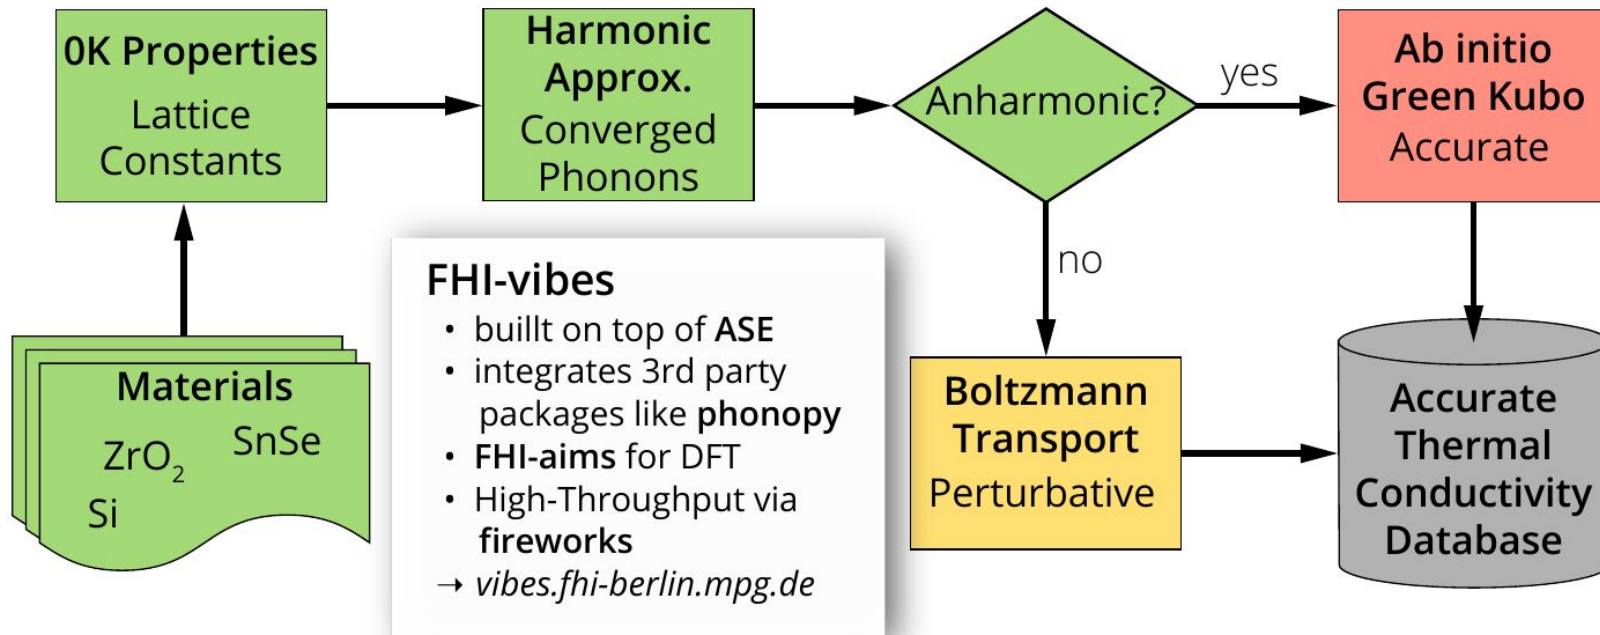 0K Properties
Lattice
Constants
Harmonic
Approx.
Converged
Phonons
Anharmonic?
yes
no
Ab initio
Green Kubo
Accurate
Materials
ZrO₂
SnSe
Si
FHI-vibes
• buillt on top of ASE
• integrates 3rd party
packages like phonopy
• FHI-aims for DFT
• High-Throughput via
fireworks
→ vibes.fhi-berlin.mpg.de
Boltzmann
Transport
Perturbative
Accurate
Thermal
Conductivity
Database